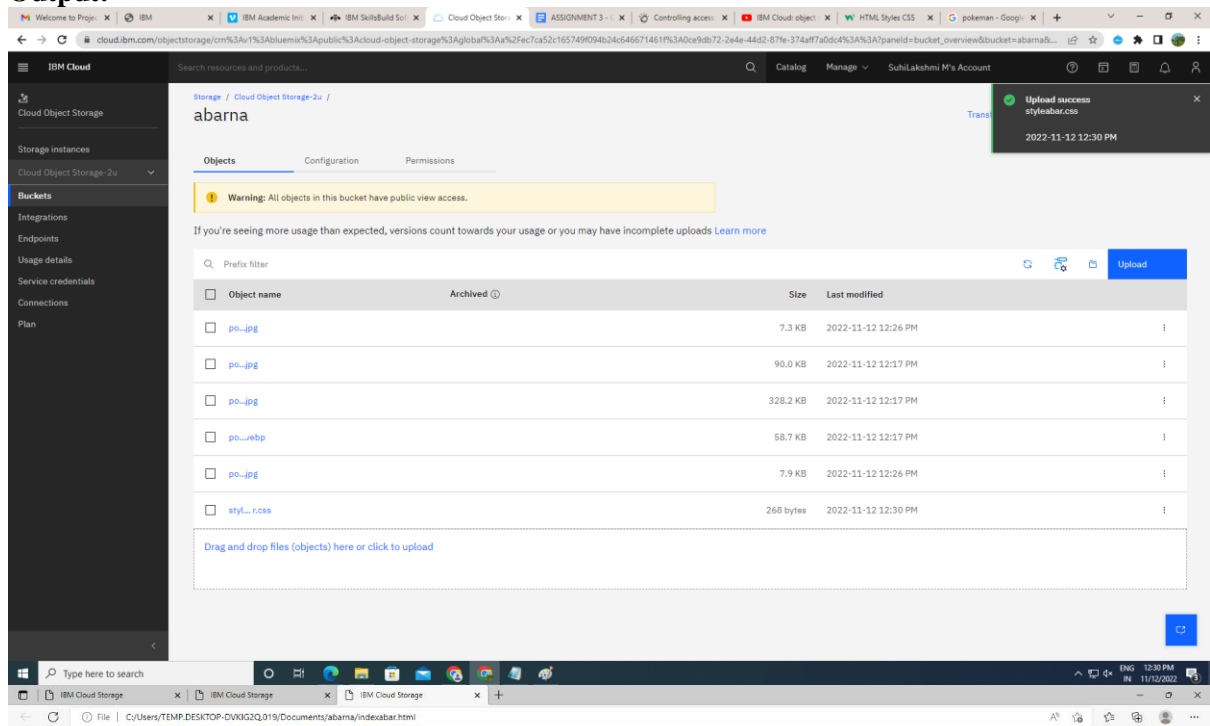 Output:
Welcome to Projec
IBM
IBM Academic Initi
IBM SkillsBuild Sof
Cloud Object Stora
ASSIGNMENT 3 -
Controlling access
IBM Cloud: object
HTML Styles CSS
pokeman - Google
IBM Cloud
Search resources and products...
Catalog
Manage
SuhiLakshmi M's Account
Cloud Object Storage
Storage instances
Cloud Object Storage-2u
Buckets
Integrations
Endpoints
Usage details
Service credentials
Connections
Plan
Storage / Cloud Object Storage-2u /
abarna
Transf
Upload success
styleabar.css
2022-11-12 12:30 PM
Objects Configuration Permissions
Warning: All objects in this bucket have public view access.
If you're seeing more usage than expected, versions count towards your usage or you may have incomplete uploads Learn more
Prefix filter
Upload
Object name Archived Size Last modified
po...jpg 7.3 KB 2022-11-12 12:26 PM
po...jpg 90.0 KB 2022-11-12 12:17 PM
po...jpg 328.2 KB 2022-11-12 12:17 PM
po...webp 58.7 KB 2022-11-12 12:17 PM
po...jpg 7.9 KB 2022-11-12 12:26 PM
styl... r.css 268 bytes 2022-11-12 12:30 PM
Drag and drop files (objects) here or click to upload
Type here to search
ENG 12:30 PM
IN 11/12/2022
IBM Cloud Storage
IBM Cloud Storage
IBM Cloud Storage
File C:/Users/TEMP.DESKTOP-DVKIG2Q.019/Documents/abarna/indexabar.html